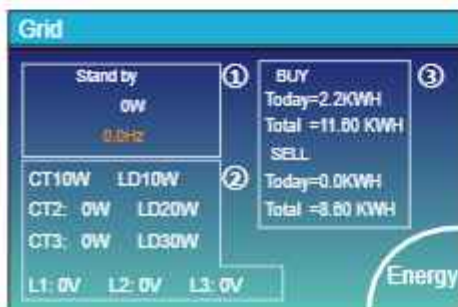 Grid
Stand by
0W
0.0Hz
①
CT10W LD10W
CT2: 0W LD20W
CT3: 0W LD30W
L1: 0V L2: 0V L3: 0V
②
BUY
Today=2.2KWH
Total =11.60 KWH
SELL
Today=0.0KWH
Total =8.60 KWH
③
Energy